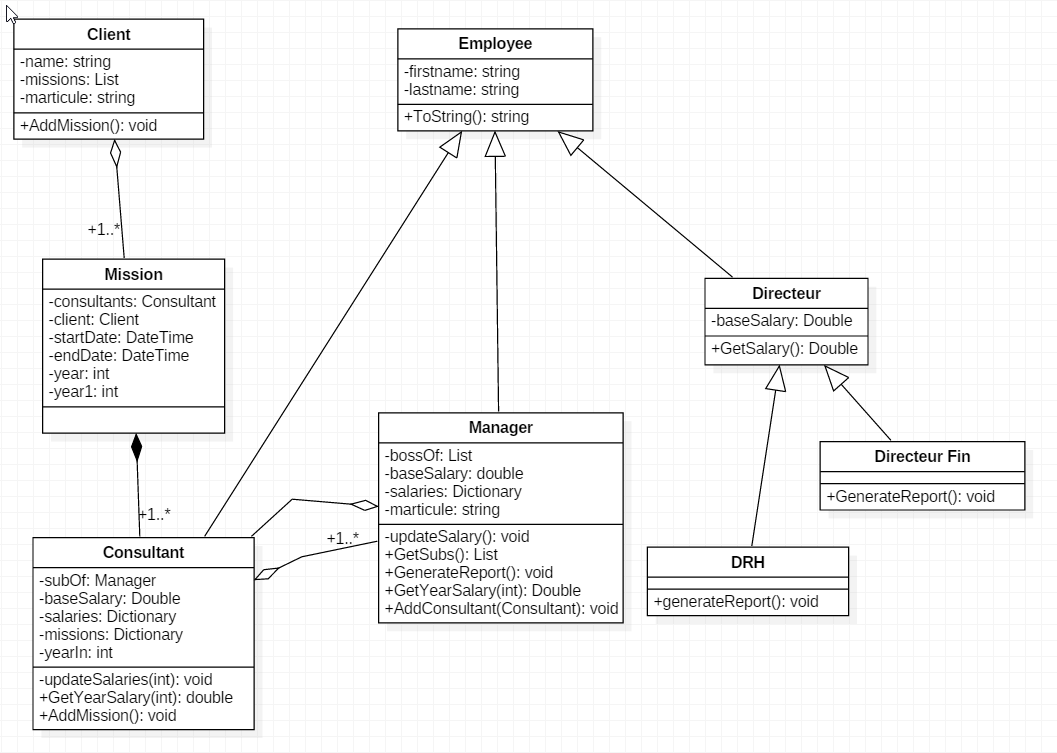 Client
-name: string
-missions: List
-marticule: string
+AddMission(): void
Employee
-firstname: string
-lastname: string
+ToString(): string
+1..*
Mission
-consultants: Consultant
-client: Client
-startDate: DateTime
-endDate: DateTime
-year: int
-year1: int
Directeur
-baseSalary: Double
+GetSalary(): Double
Manager
-bossOf: List
-baseSalary: double
-salaries: Dictionary
-marticule: string
-updateSalary(): void
+GetSubs(): List
+GenerateReport(): void
+GetYearSalary(int): Double
+AddConsultant(Consultant): void
Directeur Fin
+GenerateReport(): void
+1..*
+1..*
Consultant
-subOf: Manager
-baseSalary: Double
-salaries: Dictionary
-missions: Dictionary
-yearIn: int
-updateSalaries(int): void
+GetYearSalary(int): double
+AddMission(): void
DRH
+generateReport(): void